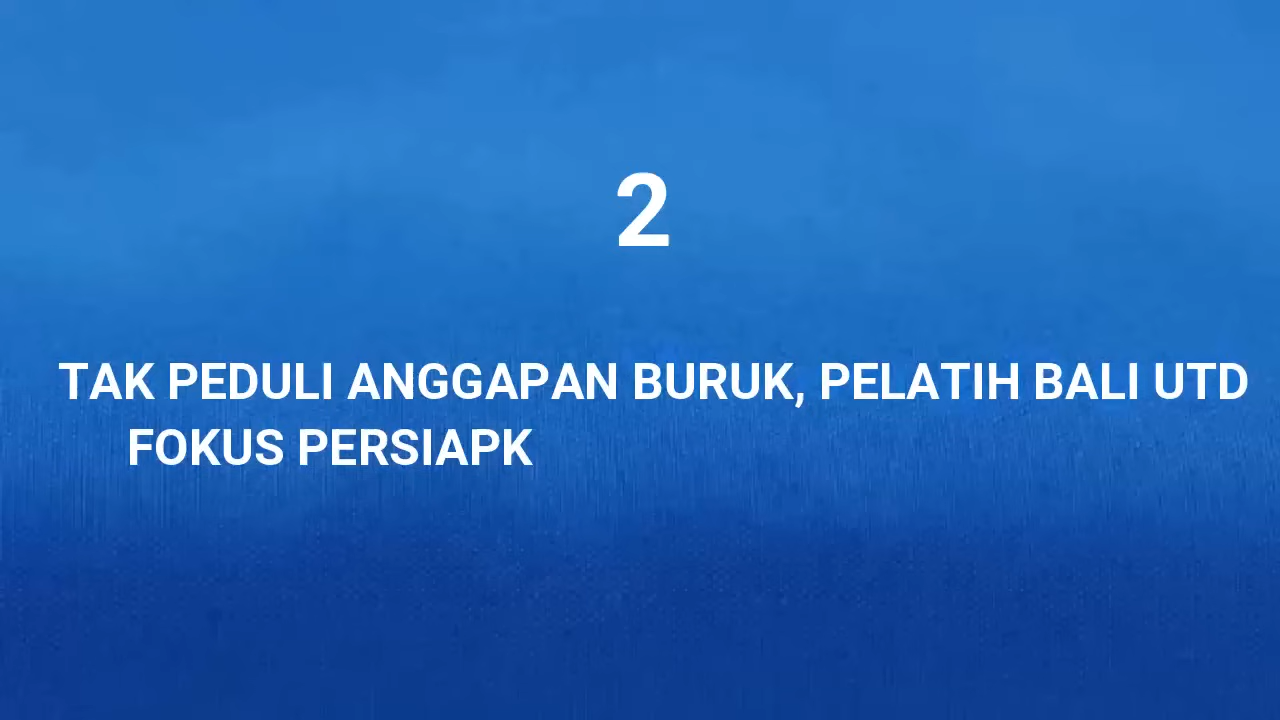 2
TAK PEDULI ANGGAPAN BURUK, PELATIH BALI UTD
FOKUS PERSIAPK